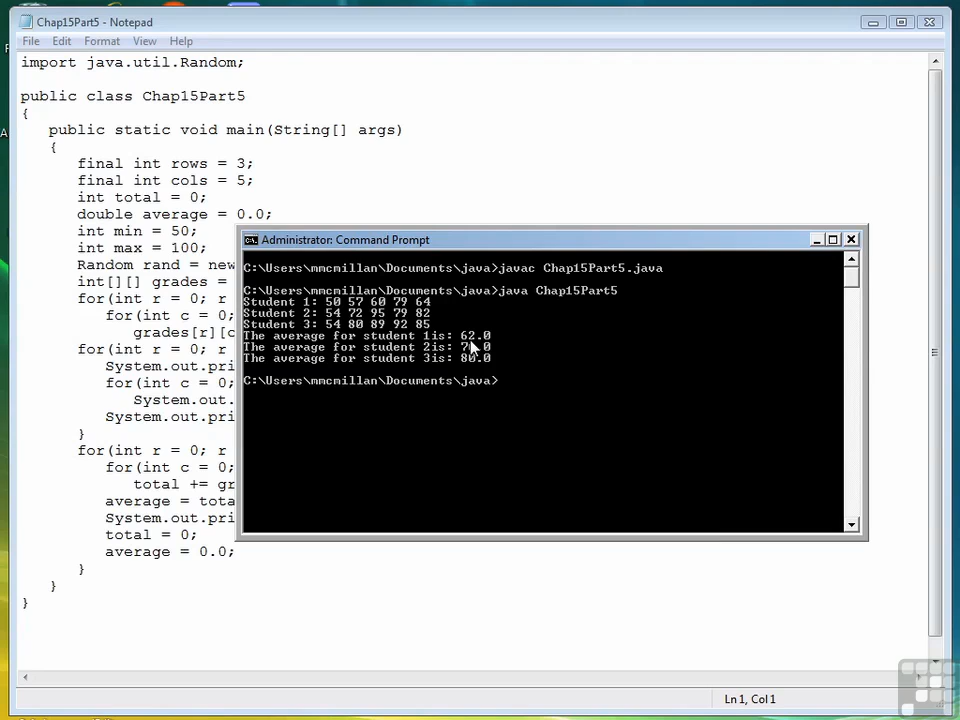 Chap15Part5 - Notepad
File Edit Format View Help
import java.util.Random;
public class Chap15Part5
{
public static void main(String[] args)
{
final int rows = 3;
final int cols = 5;
int total = 0;
double average = 0.0;
int min = 50;
int max = 100;
Random rand = new
int[][] grades =
for(int r = 0; r
for(int c = 0;
grades[r][c
for(int r = 0; r
System.out.pri
for(int c = 0;
System.out.
System.out.pri
}
for(int r = 0; r
for(int c = 0;
total += gr
average = tota
System.out.pri
total = 0;
average = 0.0;
}
}
}
Administrator: Command Prompt
C:\Users\mmcmillan\Documents\java>javac Chap15Part5.java
C:\Users\mmcmillan\Documents\java>java Chap15Part5
Student 1: 50 57 60 79 64
Student 2: 54 72 95 79 82
Student 3: 54 80 89 92 85
The average for student 1is: 62.0
The average for student 2is:
The average for student 3is: 80.0
C:\Users\mmcmillan\Documents\java>
Ln 1, Col 1